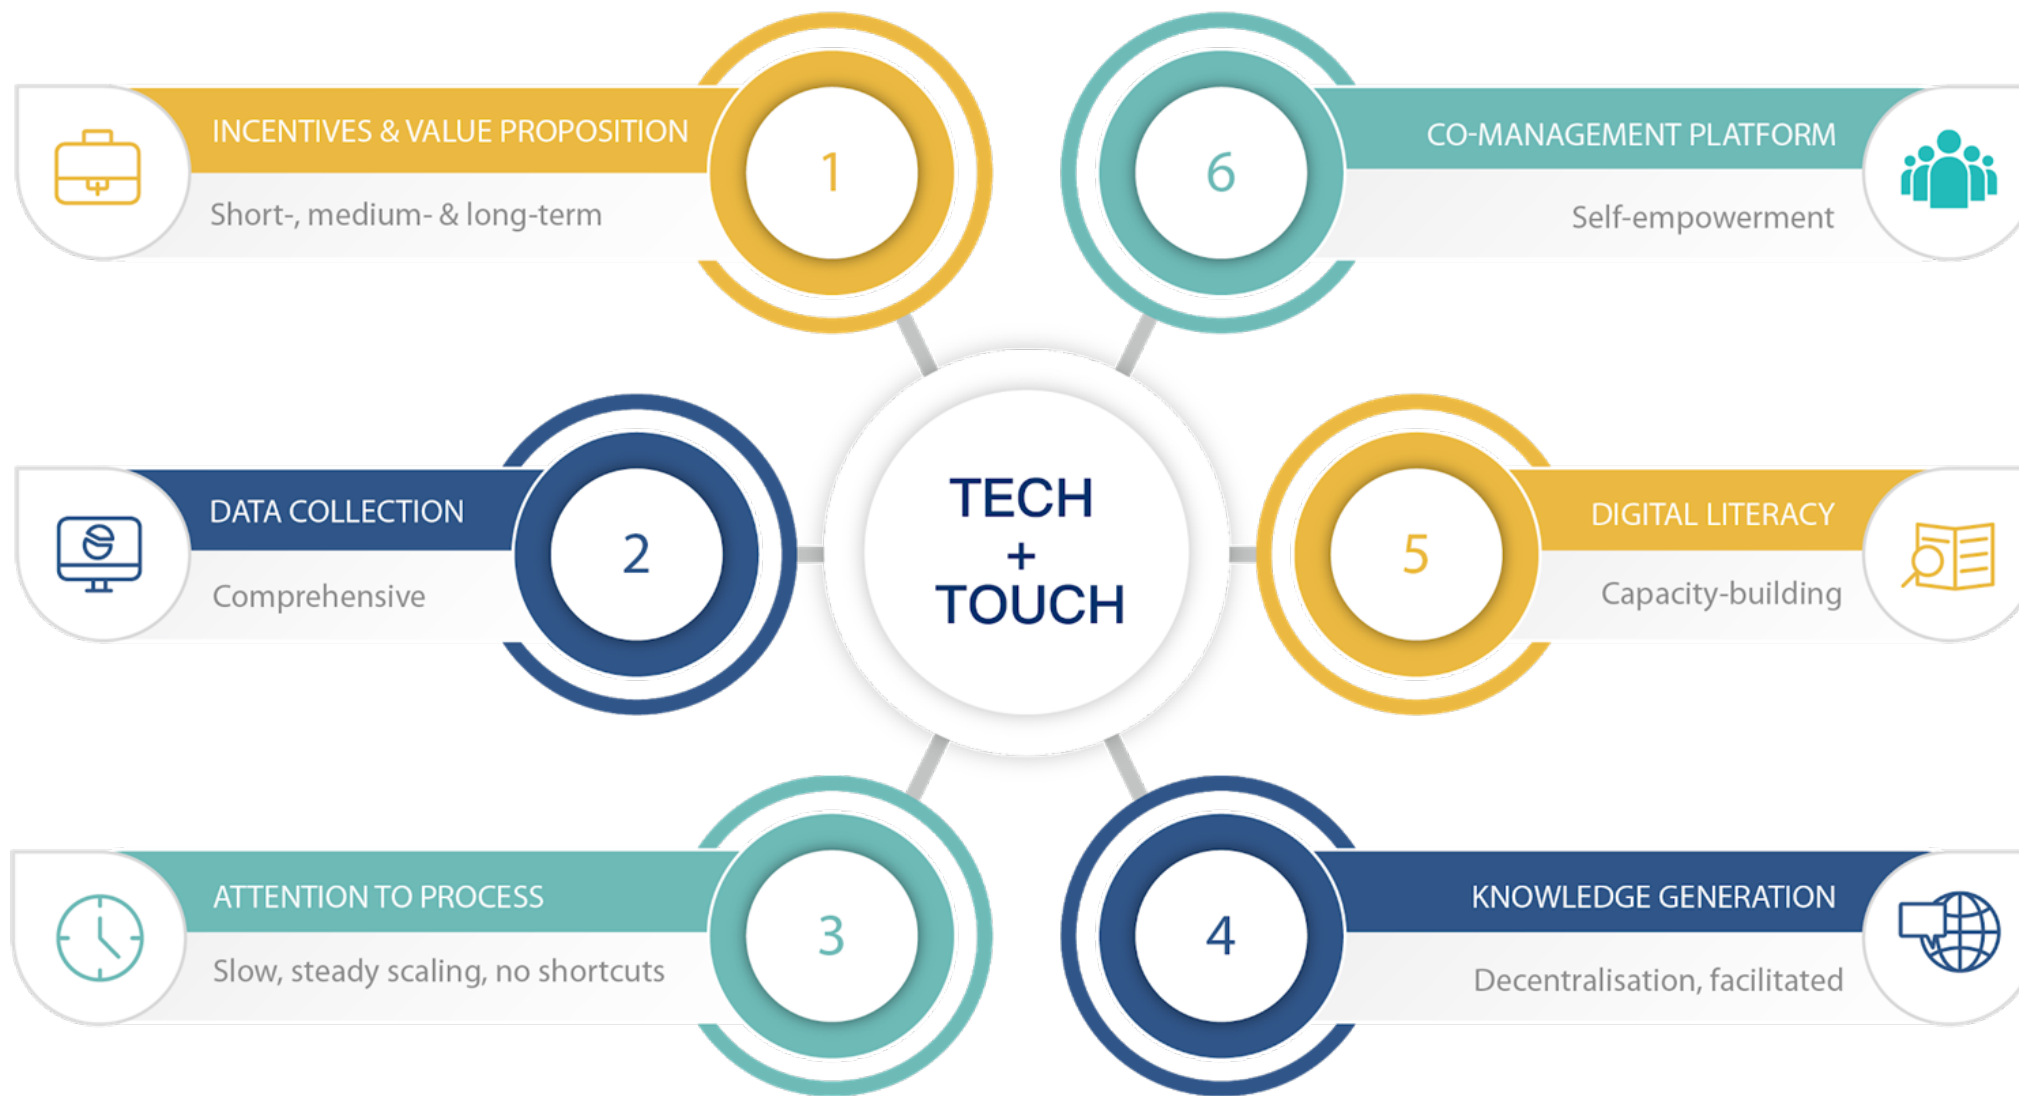 INCENTIVES & VALUE PROPOSITION
Short-, medium- & long-term
1
DATA COLLECTION
Comprehensive
2
ATTENTION TO PROCESS
Slow, steady scaling, no shortcuts
3
TECH
+
TOUCH
6
CO-MANAGEMENT PLATFORM
Self-empowerment
5
DIGITAL LITERACY
Capacity-building
4
KNOWLEDGE GENERATION
Decentralisation, facilitated